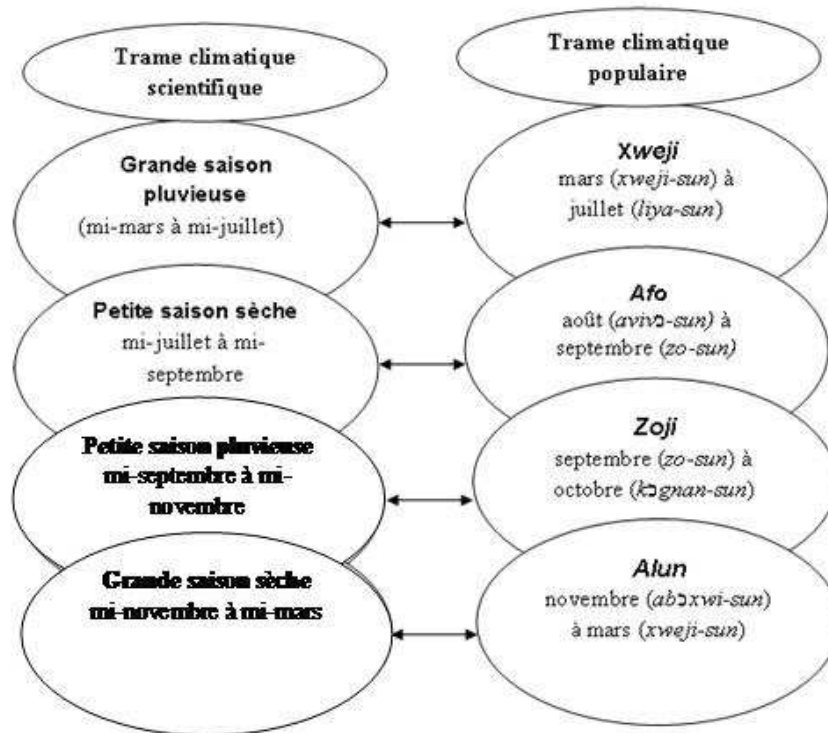 Trame climatique
scientifique
Trame climatique
populaire
Grande saison
pluvieuse
(mi-mars à mi-juillet)
Xweji
mars (xweji-sun) à
juillet (liya-sun)
Petite saison sèche
mi-juillet à mi-
septembre
Afo
août (avivɔ-sun) à
septembre (zo-sun)
Petite saison pluvieuse
mi-septembre à mi-
novembre
Zoji
septembre (zo-sun) à
octobre (kɔgnan-sun)
Grande saison sèche
mi-novembre à mi-mars
Alun
novembre (abɔxwi-sun)
à mars (xweji-sun)